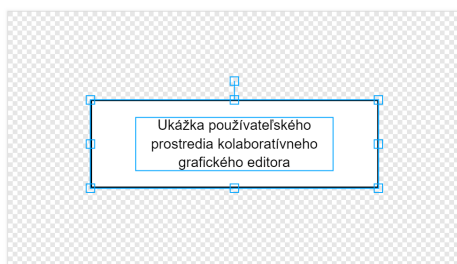 Ukážka používateľského
prostredia kolaboratívneho
grafického editora